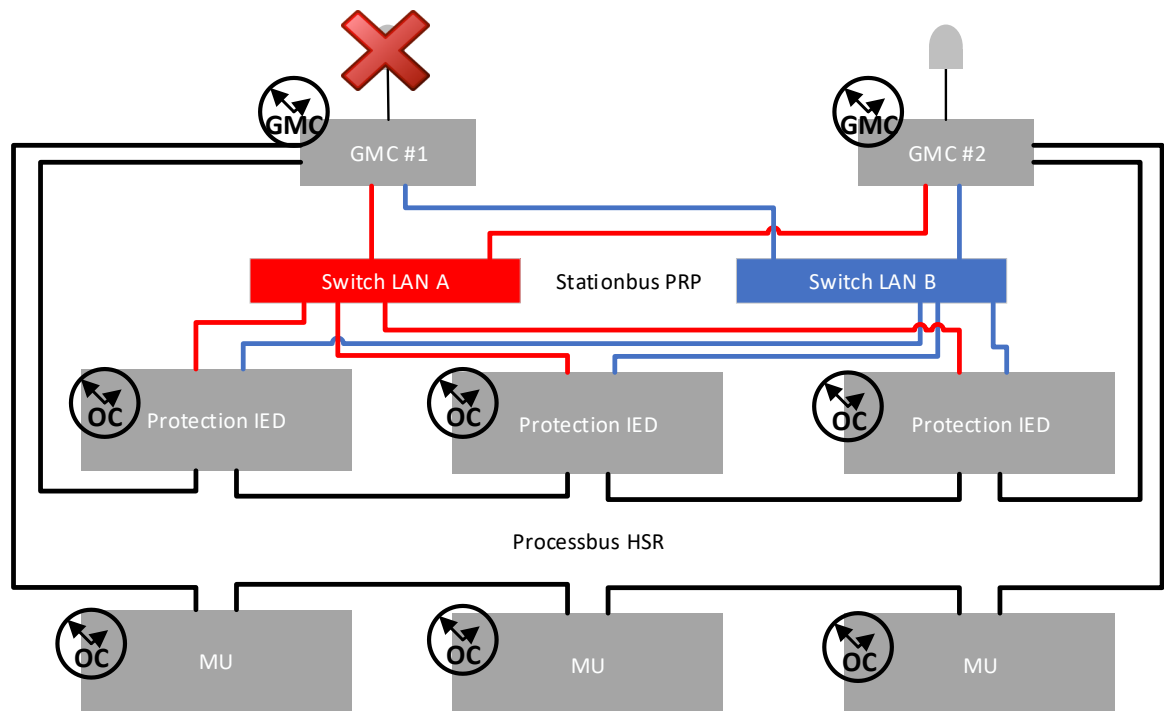 GMC
GMC
GMC #1
GMC #2
Switch LAN A
Stationbus PRP
Switch LAN B
OC
Protection IED
OC
Protection IED
OC
Protection IED
Processbus HSR
OC
MU
OC
MU
OC
MU